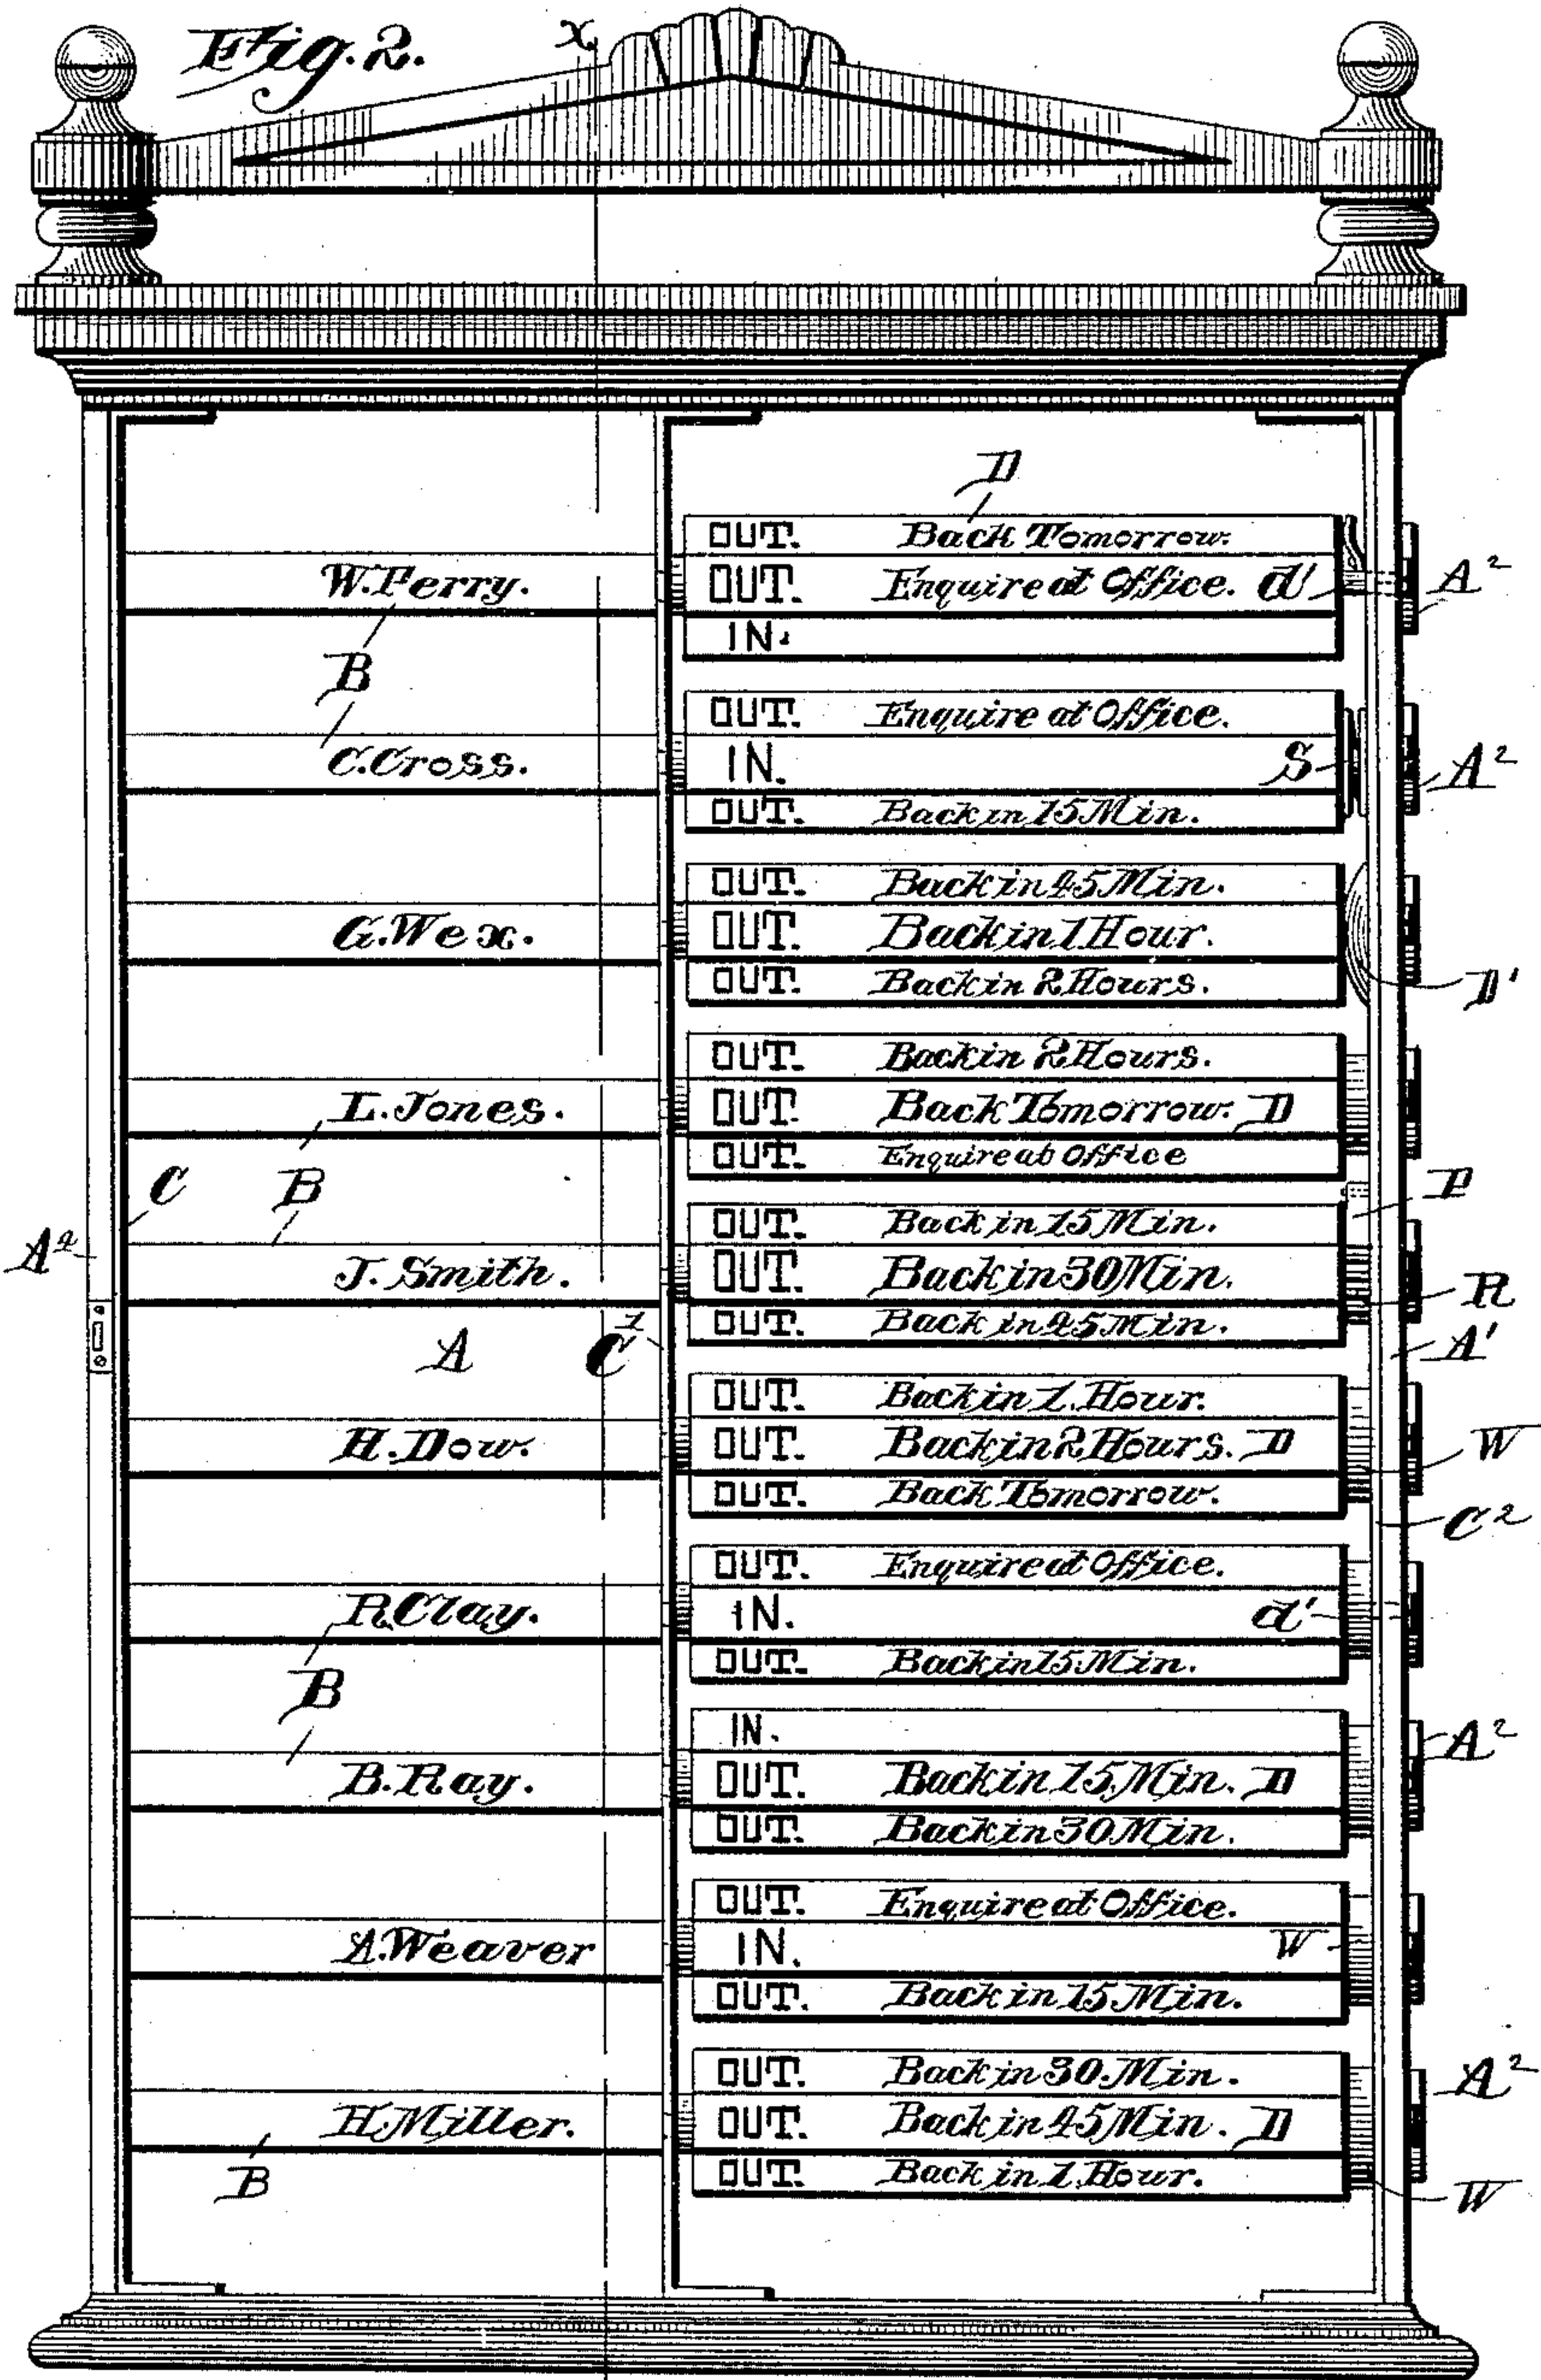 Fig. 2. x
D
OUT. Back Tomorrow.
W. Perry. OUT. Enquire at Office. d' A²
IN.
B
OUT. Enquire at Office.
C. Cross. IN. S A²
OUT. Back in 15 Min.
OUT. Back in 45 Min.
G. Wex. OUT. Back in 1 Hour.
OUT. Back in 2 Hours. D'
OUT. Back in 2 Hours.
L. Jones. OUT. Back Tomorrow. D
OUT. Enquire at Office
C B P
OUT. Back in 15 Min.
A² J. Smith. OUT. Back in 30 Min. R
OUT. Back in 45 Min.
A C¹ A'
OUT. Back in 1. Hour.
H. Dow. OUT. Back in 2 Hours. D W
OUT. Back Tomorrow.
C²
OUT. Enquire at Office.
R. Clay. IN. d'
OUT. Back in 15 Min.
B
IN. A²
B. Ray. OUT. Back in 15 Min. D
OUT. Back in 30 Min.
OUT. Enquire at Office.
A. Weaver IN. W
OUT. Back in 15 Min.
OUT. Back in 30. Min. A²
H. Miller. OUT. Back in 45 Min. D
B OUT. Back in 1. Hour. W